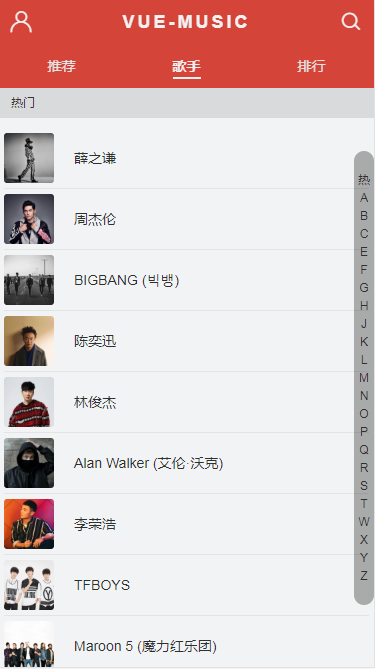 VUE-MUSIC
推荐 歌手 排行
热门
薛之谦
周杰伦
BIGBANG (빅뱅)
陈奕迅
林俊杰
Alan Walker (艾伦·沃克)
李荣浩
TFBOYS
Maroon 5 (魔力红乐团)
热
A
B
C
E
F
G
H
J
K
L
M
N
O
P
Q
R
S
T
W
X
Y
Z